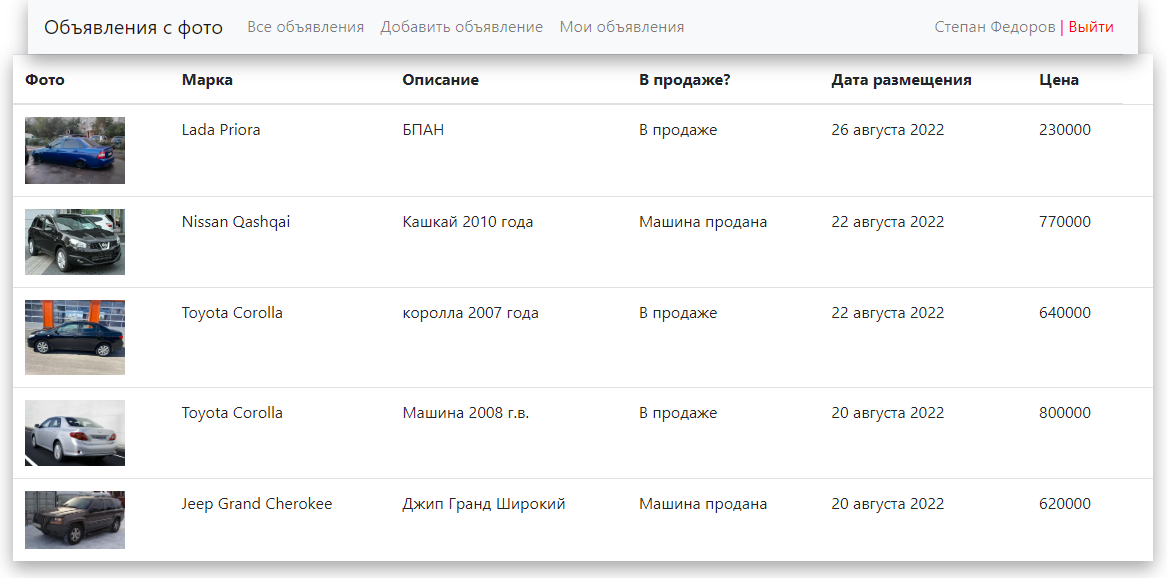 Объявления с фото Все объявления Добавить объявление Мои объявления Степан Федоров | Выйти
Фото Марка Описание В продаже? Дата размещения Цена
Lada Priora БПАН В продаже 26 августа 2022 230000
Nissan Qashqai Кашкай 2010 года Машина продана 22 августа 2022 770000
Toyota Corolla королла 2007 года В продаже 22 августа 2022 640000
Toyota Corolla Машина 2008 г.в. В продаже 20 августа 2022 800000
Jeep Grand Cherokee Джип Гранд Широкий Машина продана 20 августа 2022 620000